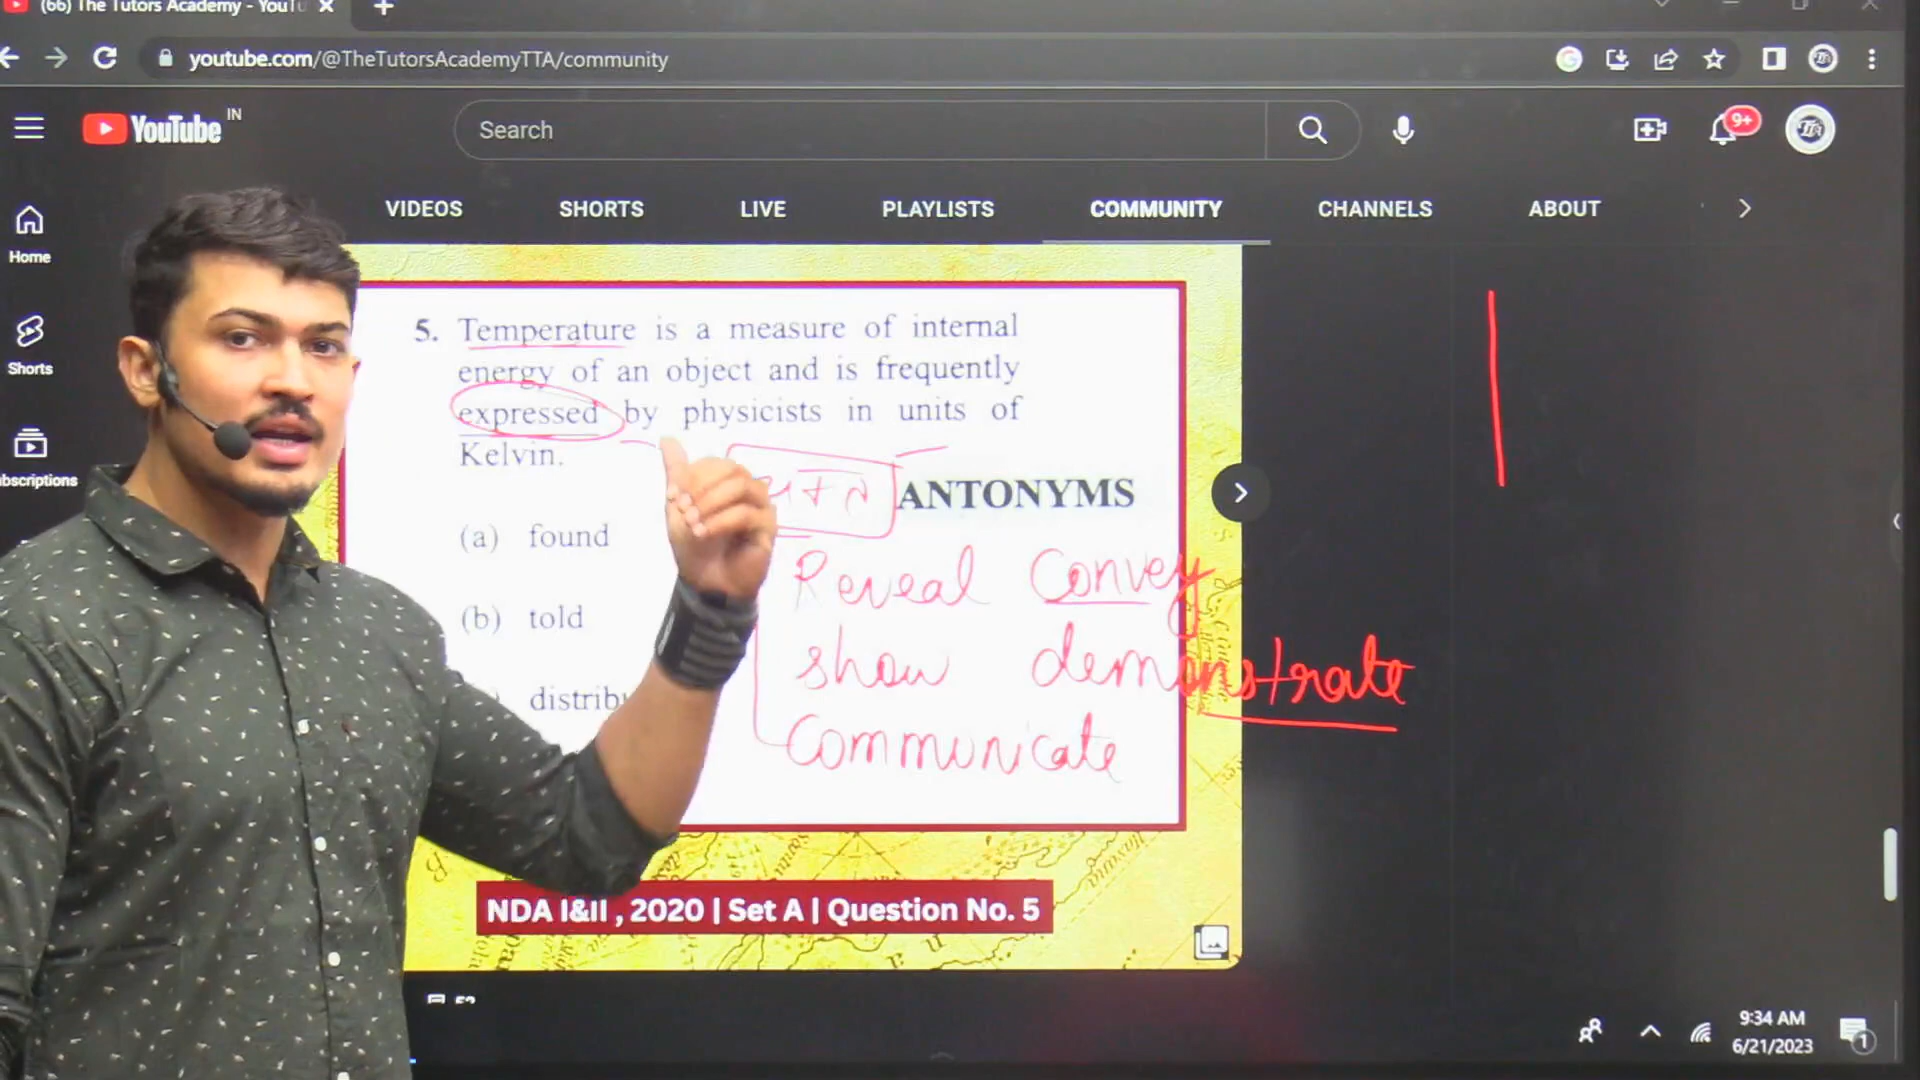 (66) The Tutors Academy - YouTu
youtube.com/@TheTutorsAcademyTTA/community
YouTube IN
Search
9+
VIDEOS SHORTS LIVE PLAYLISTS COMMUNITY CHANNELS ABOUT
Home
Shorts
bscriptions
5. Temperature is a measure of internal
energy of an object and is frequently
expressed by physicists in units of
Kelvin.
ANTONYMS
(a) found
(b) told
distrib
Reveal Convey
show demonstrate
Communicate
NDA I&II , 2020 | Set A | Question No. 5
9:34 AM
6/21/2023
1